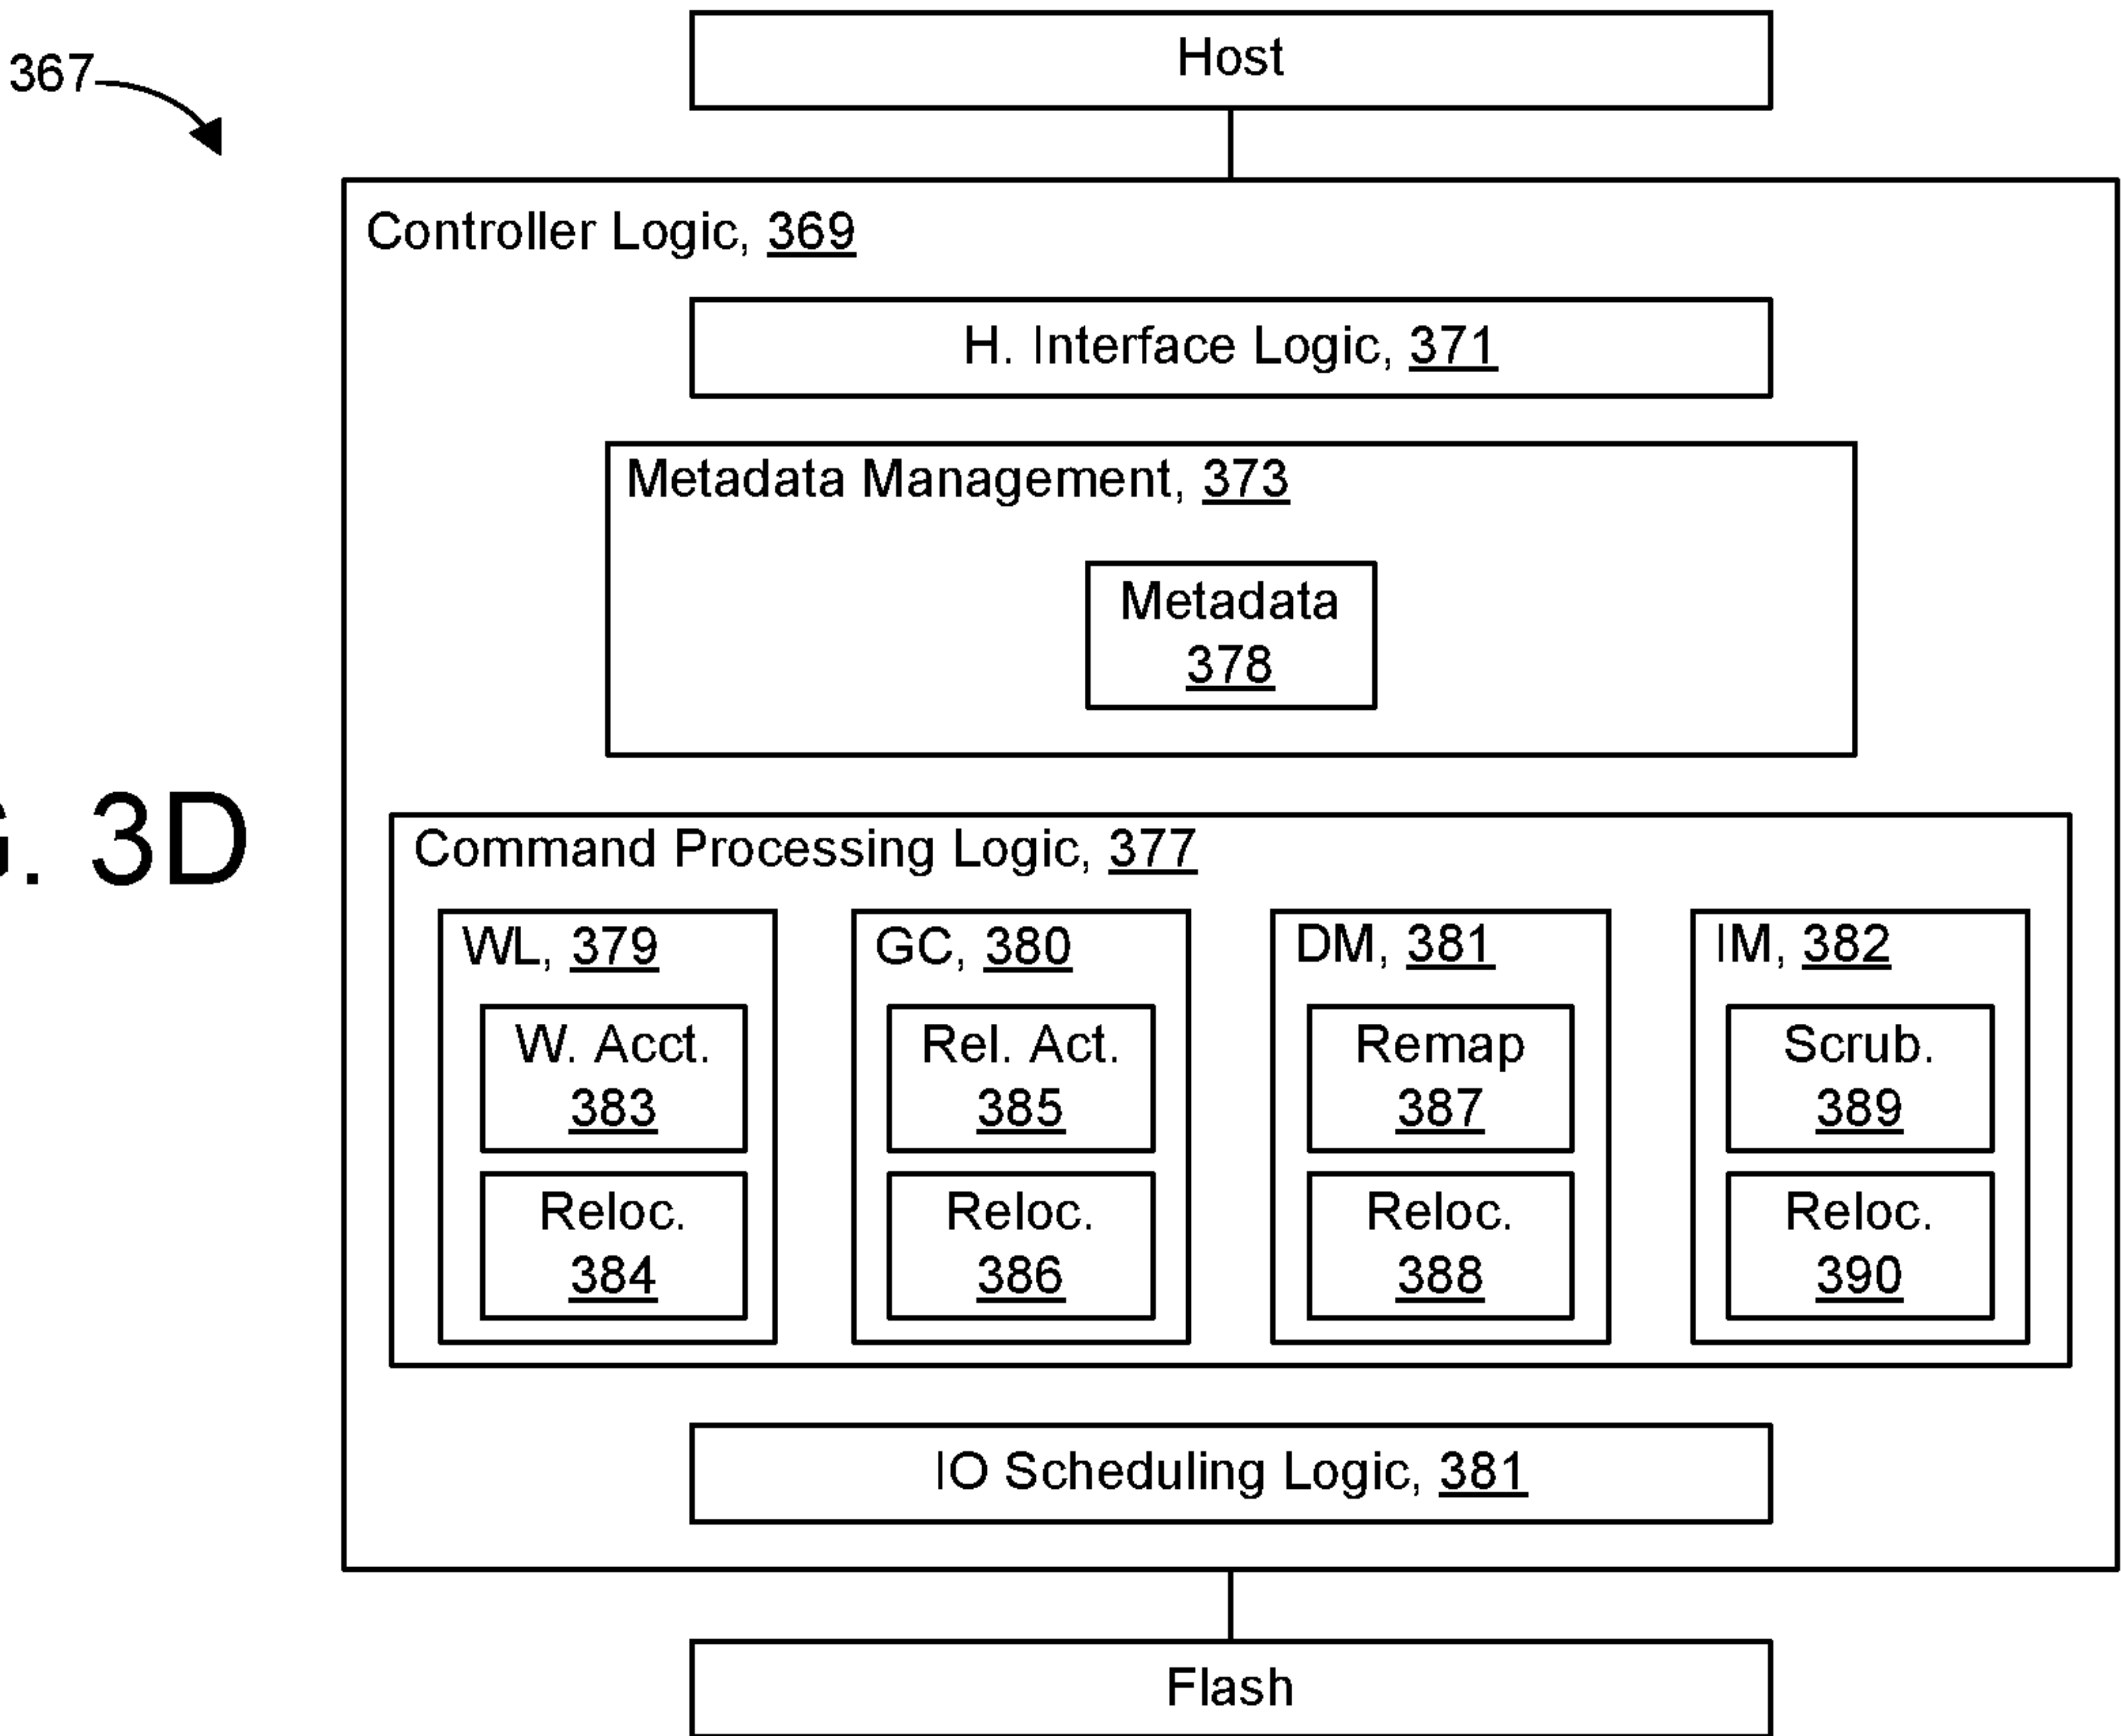 367
Host
Controller Logic, 369
H. Interface Logic, 371
Metadata Management, 373
Metadata
378
3D
Command Processing Logic, 377
WL, 379
W. Acct.
383
Reloc.
384
GC, 380
Rel. Act.
385
Reloc.
386
DM, 381
Remap
387
Reloc.
388
IM, 382
Scrub.
389
Reloc.
390
IO Scheduling Logic, 381
Flash